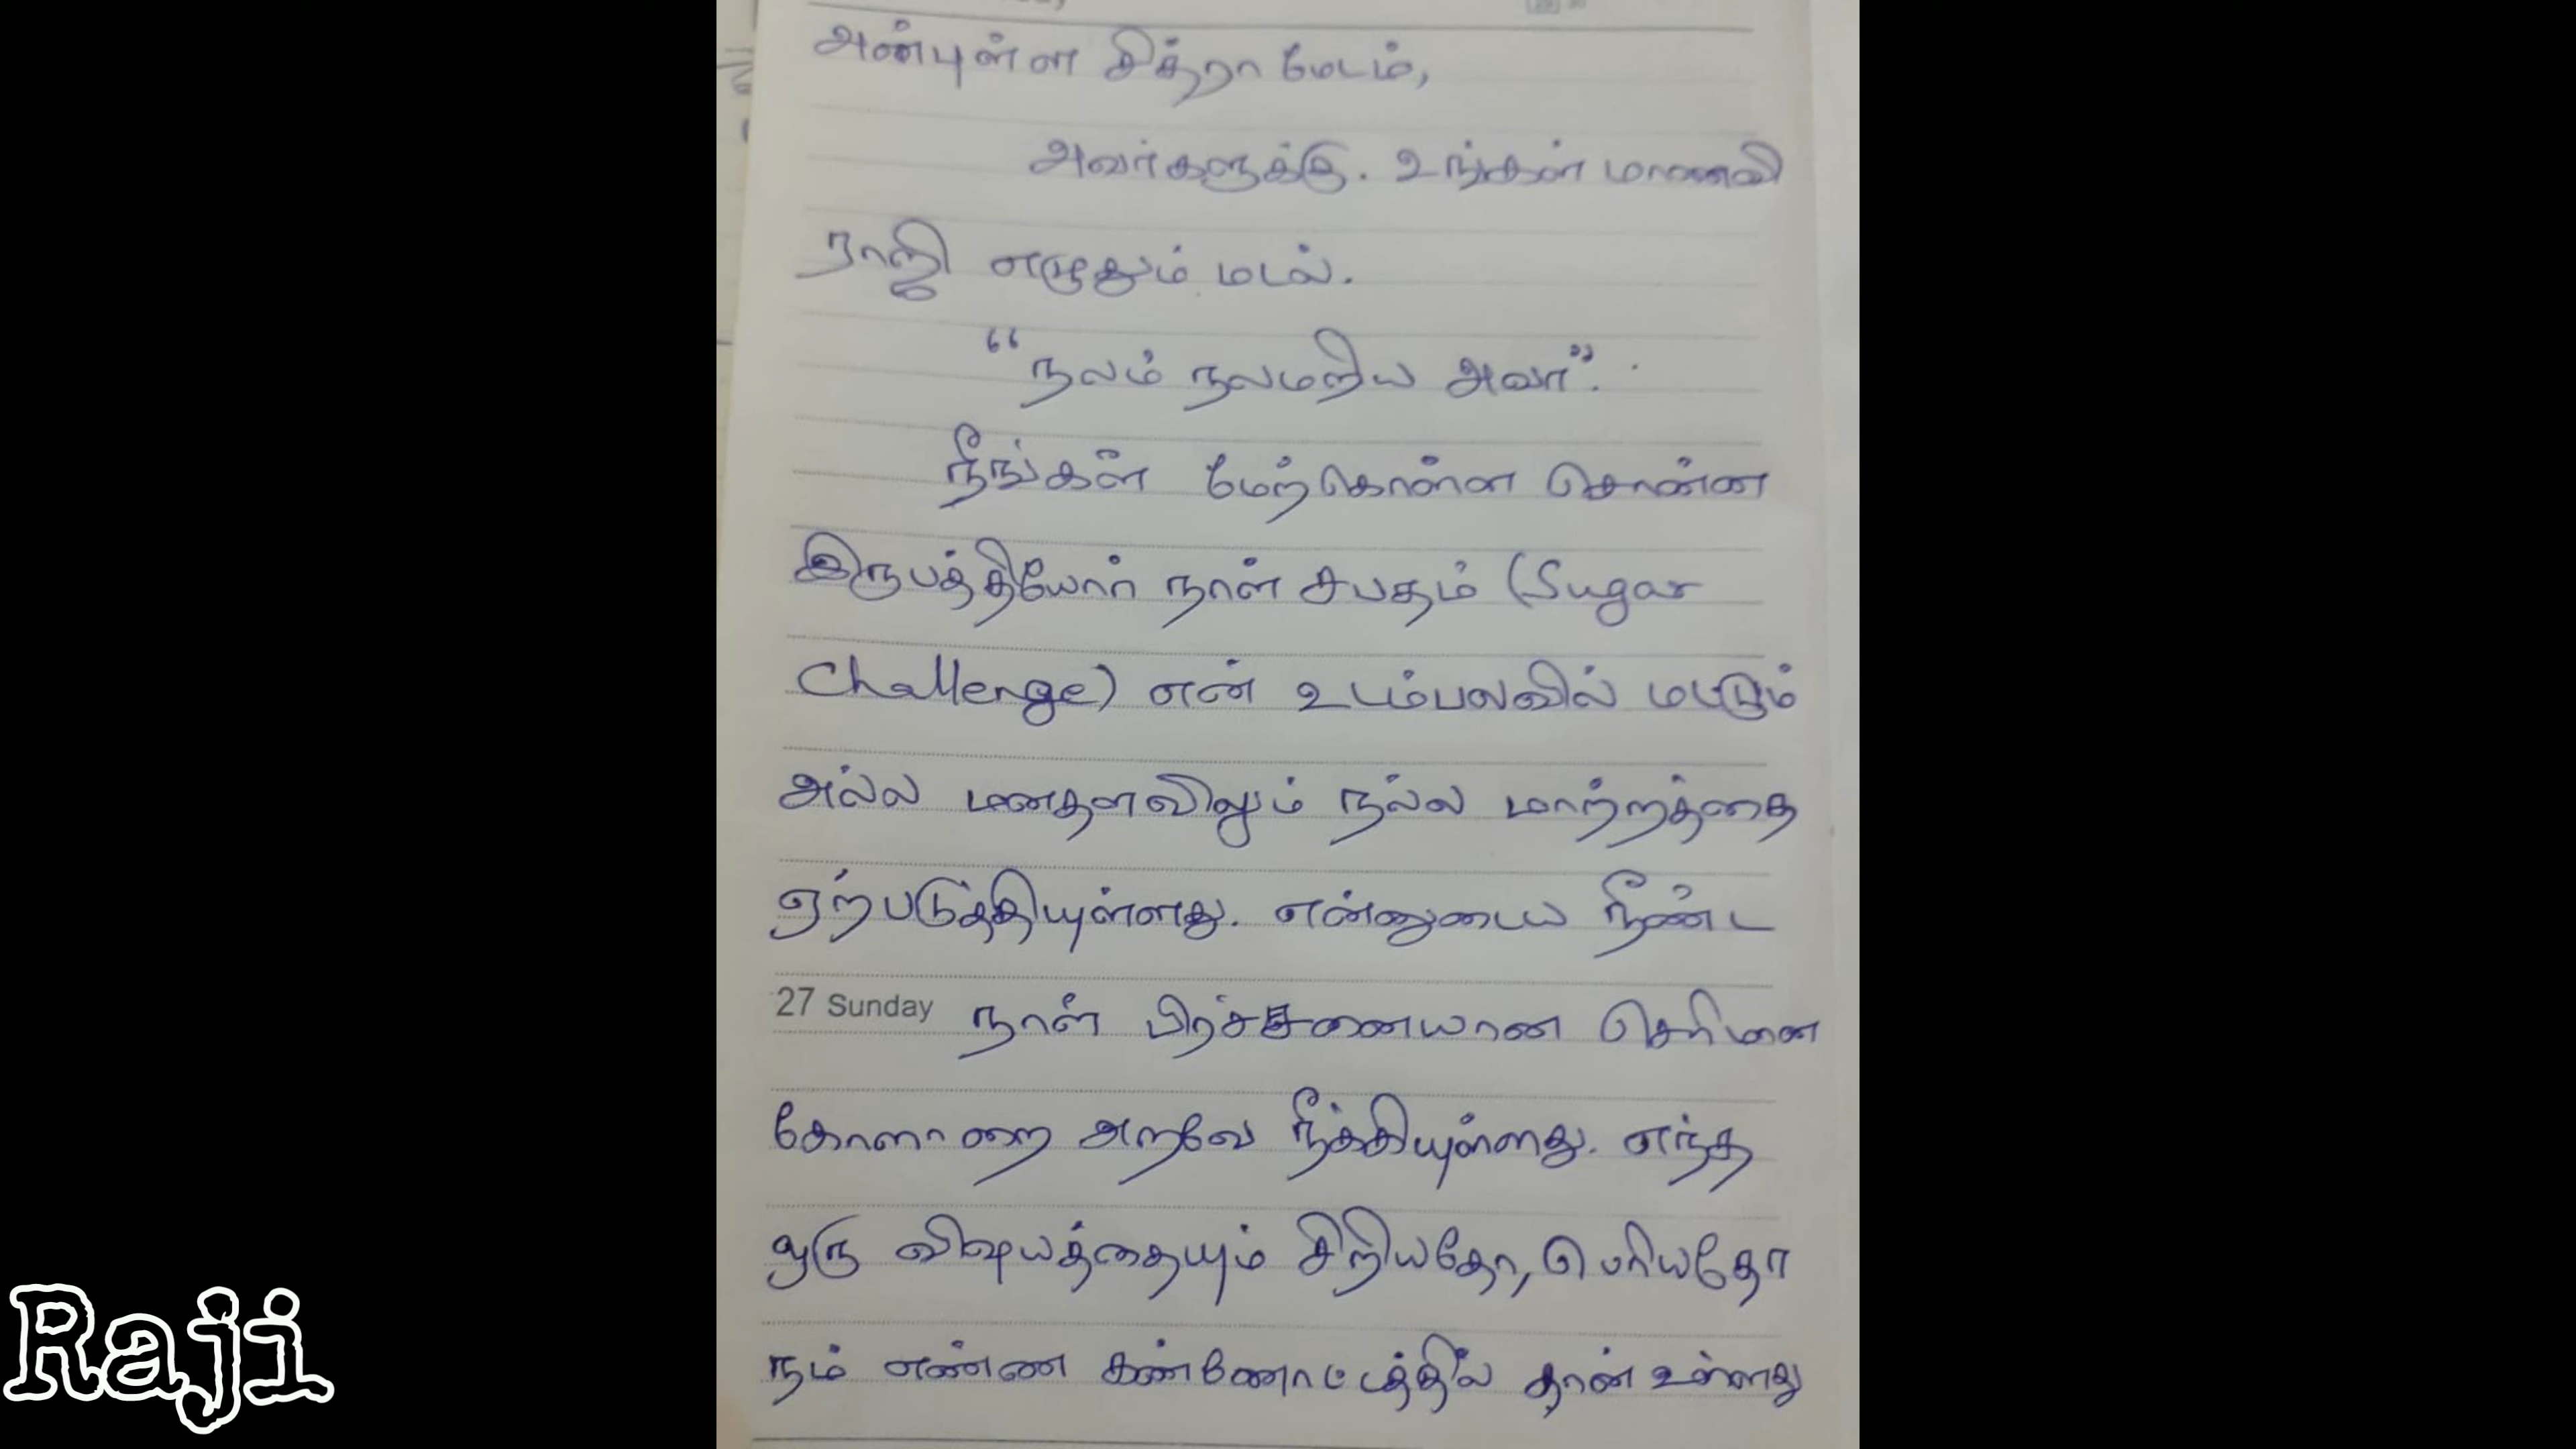 அன்புள்ள சித்ரா மேடம்,
அவர்களுக்கு. உங்கள் மாணவி
ராஜி எழுதும் மடல்.
“நலம் நலமறிய அவா”.
நீங்கள் மேற்கொள்ள சொன்ன
இருபத்தியோர் நாள் சபதம் (Sugar
Challenge) என் உடம்பலவில் மட்டும்
அல்ல மனதளவிலும் நல்ல மாற்றத்தை
ஏற்படுத்தியுள்ளது. என்னுடைய நீண்ட
27 Sunday நாள் பிரச்சனையான செரிமான
கோளாறை அறவே நீக்கியுள்ளது. எந்த
ஒரு விஷயத்தையும் சிறியதோ, பெரியதோ
நம் எண்ண கண்ணோட்டத்தில் தான் உள்ளது
Raji